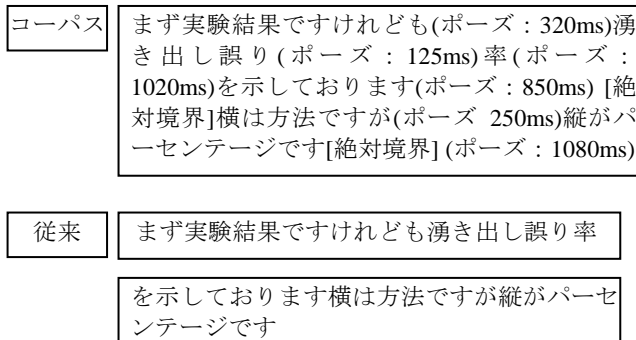 コーパス
まず実験結果ですけれども(ポーズ：320ms)湧
き出し誤り(ポーズ：125ms)率(ポーズ：
1020ms)を示しております(ポーズ：850ms) [絶
対境界]横は方法ですが(ポーズ 250ms)縦がパ
ーセンテージです[絶対境界] (ポーズ：1080ms)
従来
まず実験結果ですけれども湧き出し誤り率
を示しております横は方法ですが縦がパーセ
ンテージです